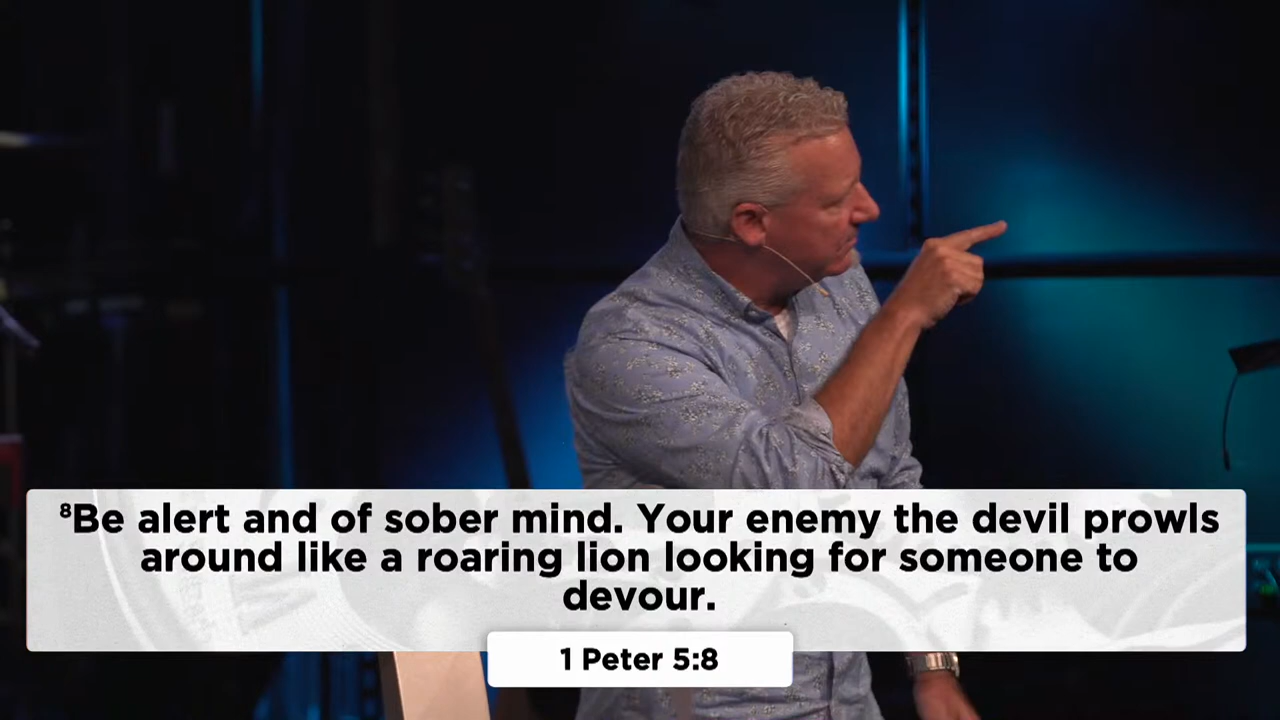 ⁸Be alert and of sober mind. Your enemy the devil prowls
around like a roaring lion looking for someone to
devour.
1 Peter 5:8